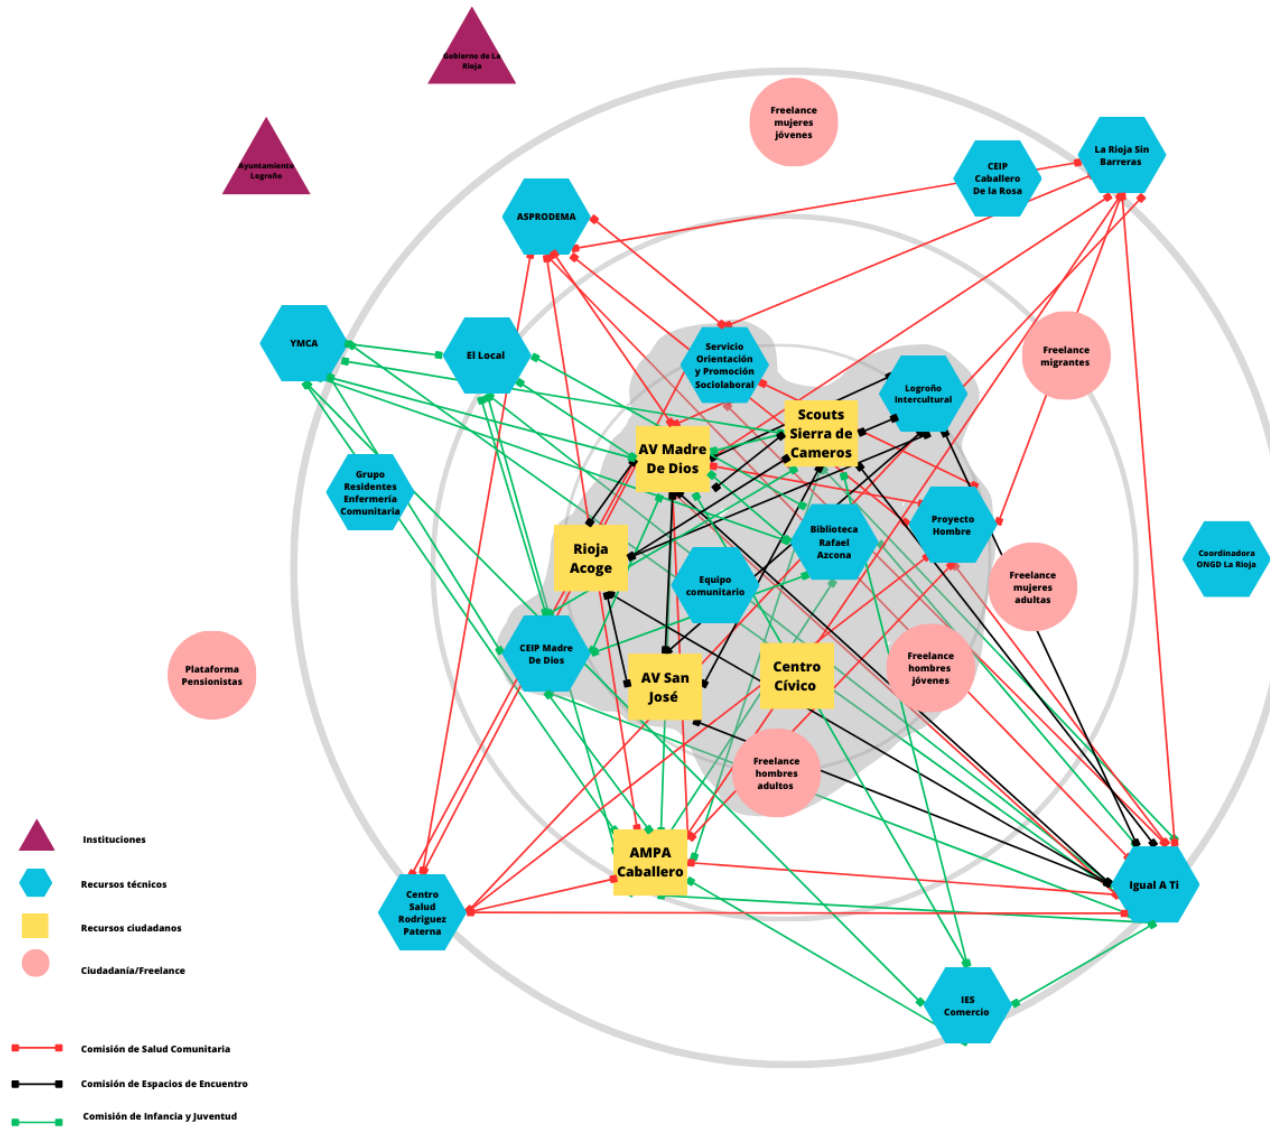 Gobierno de La
Rioja
Freelance
mujeres
jóvenes
La Rioja Sin
Barreras
CEIP
Caballero
De la Rosa
Ayuntamiento
Logroño
ASPRODEMA
YMCA
El Local
Servicio
Orientación
y Promoción
Sociolaboral
Freelance
migrantes
Logroño
Intercultural
Scouts
Sierra de
Cameros
AV Madre
De Dios
Grupo
Residentes
Enfermería
Comunitaria
Biblioteca
Rafael
Azcona
Proyecto
Hombre
Rioja
Acoge
Coordinadora
ONGD La Rioja
Equipo
comunitario
Freelance
mujeres
adultas
CEIP Madre
De Dios
Freelance
hombres
jóvenes
Plataforma
Pensionistas
AV San
José
Centro
Cívico
Freelance
hombres
adultos
AMPA
Caballero
Igual A Ti
Centro
Salud
Rodriguez
Paterna
IES
Comercio
Instituciones
Recursos técnicos
Recursos ciudadanos
Ciudadanía/Freelance
Comisión de Salud Comunitaria
Comisión de Espacios de Encuentro
Comisión de Infancia y Juventud